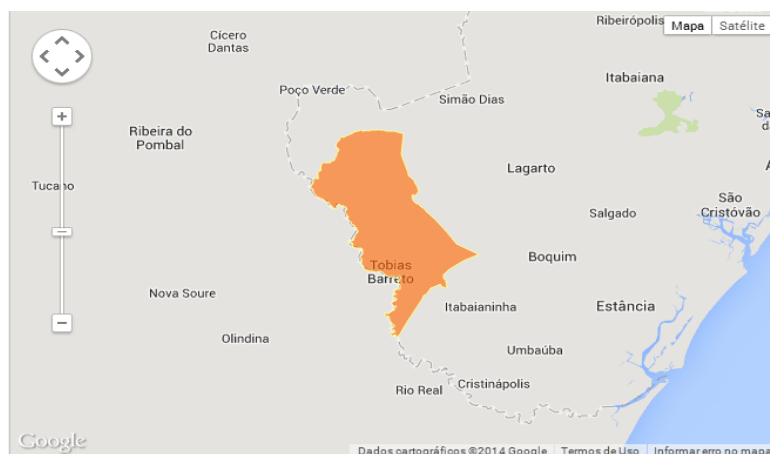 Ribeirópolis
Mapa
Satélite
Cícero
Dantas
Itabaiana
Poço Verde
Simão Dias
Ribeira do
Pombal
Lagarto
Tucano
São
Cristóvão
Salgado
Boquim
Tobias
Barreto
Nova Soure
Itabaianinha
Estância
Olindina
Umbaúba
Cristinápolis
Rio Real
Google
Dados cartográficos ©2014 Google
Termos de Uso
Informar erro no mapa